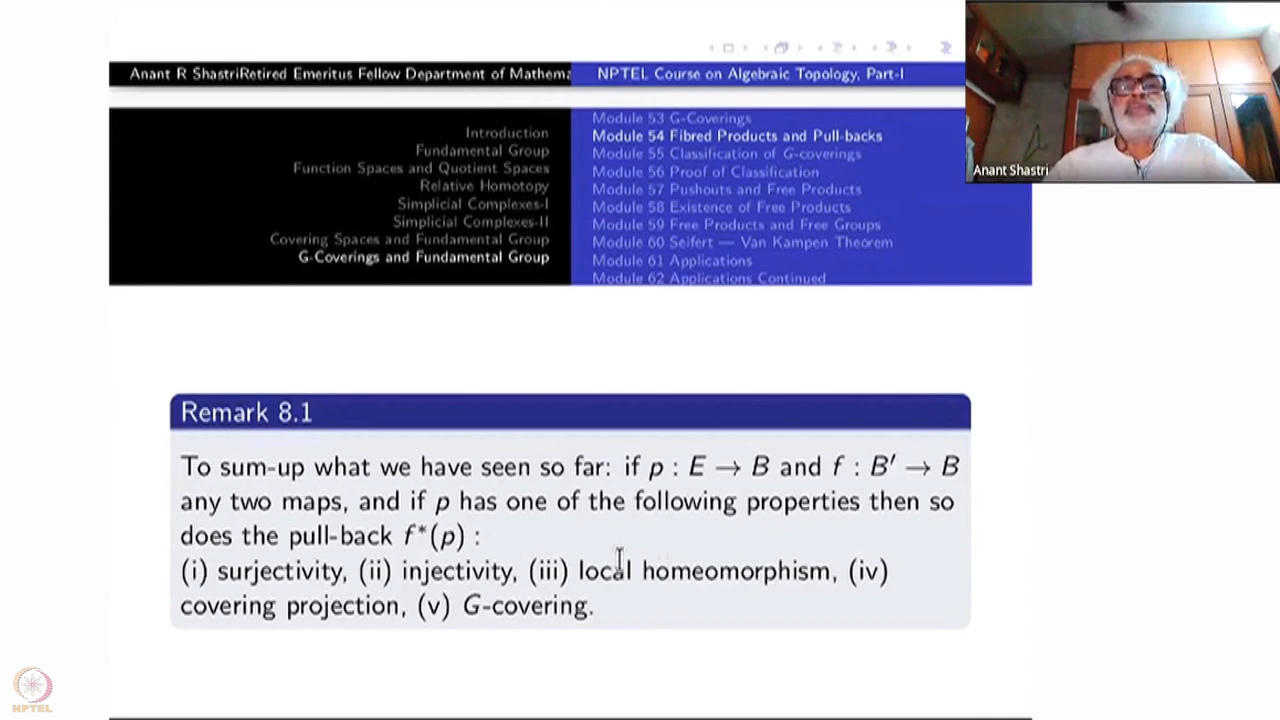 Anant R ShastriRetired Emeritus Fellow Department of Mathema
NPTEL Course on Algebraic Topology, Part-I
Introduction
Fundamental Group
Function Spaces and Quotient Spaces
Relative Homotopy
Simplicial Complexes-I
Simplicial Complexes-II
Covering Spaces and Fundamental Group
G-Coverings and Fundamental Group
Module 53 G-Coverings
Module 54 Fibred Products and Pull-backs
Module 55 Classification of G-coverings
Module 56 Proof of Classification
Module 57 Pushouts and Free Products
Module 58 Existence of Free Products
Module 59 Free Products and Free Groups
Module 60 Seifert — Van Kampen Theorem
Module 61 Applications
Module 62 Applications Continued
Anant Shastri
Remark 8.1
To sum-up what we have seen so far: if p : E → B and f : B′ → B
any two maps, and if p has one of the following properties then so
does the pull-back f*(p) :
(i) surjectivity, (ii) injectivity, (iii) local homeomorphism, (iv)
covering projection, (v) G-covering.
NPTEL